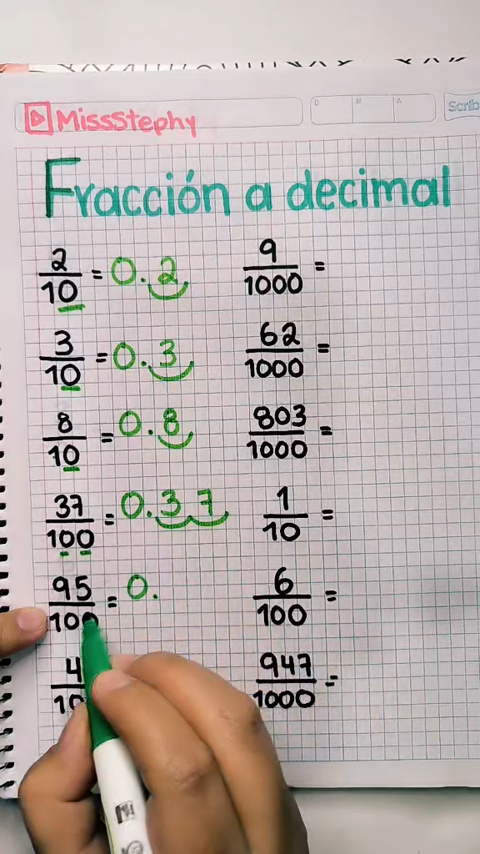 MissStephy
D M A
Scrib
Fracción a decimal
2/10 = 0.2
3/10 = 0.3
8/10 = 0.8
37/100 = 0.37
95/100 = 0.
9/1000 =
62/1000 =
803/1000 =
1/10 =
6/100 =
947/1000 =